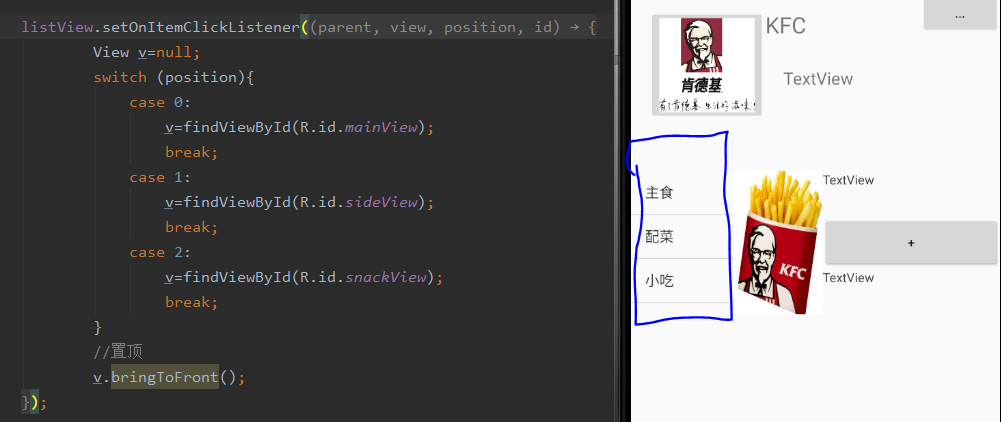 listView.setOnItemClickListener((parent, view, position, id) → {
View v=null;
switch (position){
case 0:
v=findViewById(R.id.mainView);
break;
case 1:
v=findViewById(R.id.sideView);
break;
case 2:
v=findViewById(R.id.snackView);
break;
}
//置顶
v.bringToFront();
});
...
KFC
肯德基
有了肯德基 生活好滋味!
TextView
主食
配菜
小吃
TextView
+
KFC
TextView